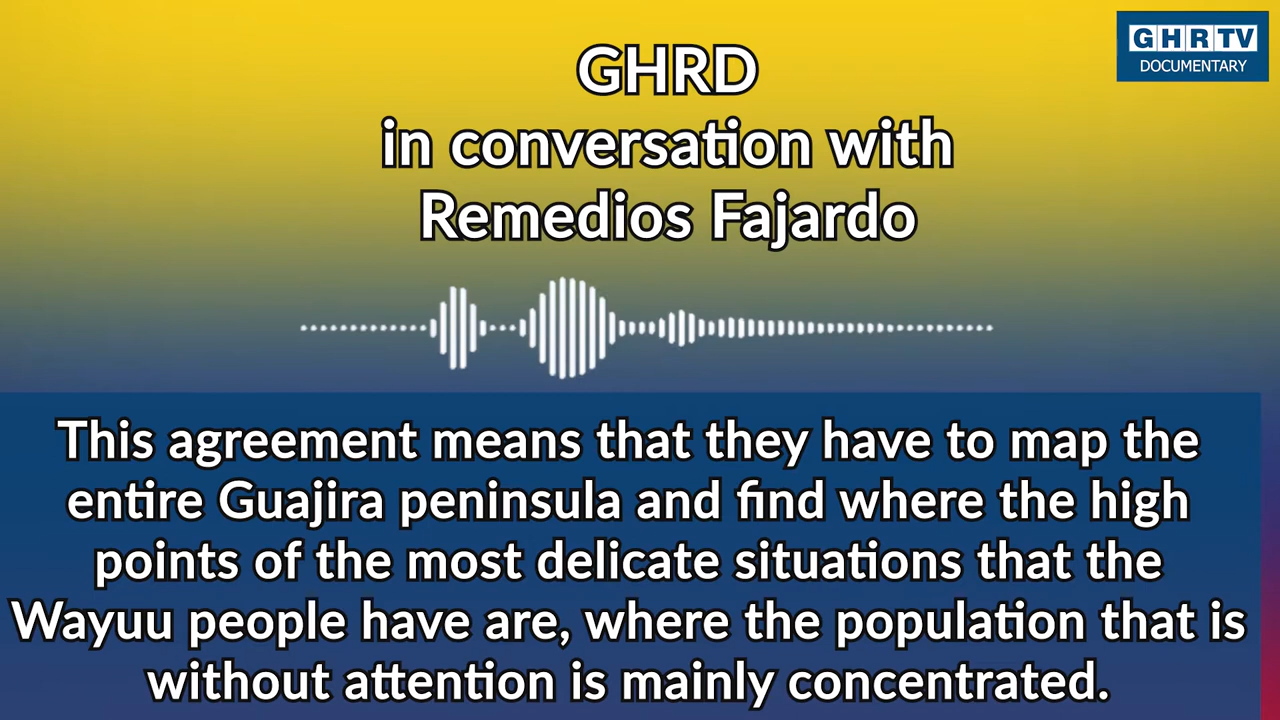 GHRTV
DOCUMENTARY
GHRD
in conversation with
Remedios Fajardo
This agreement means that they have to map the
entire Guajira peninsula and find where the high
points of the most delicate situations that the
Wayuu people have are, where the population that is
without attention is mainly concentrated.